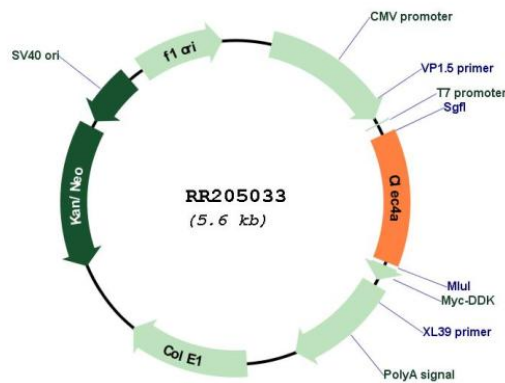 CMV promoter
VP1.5 primer
T7 promoter
SgfI
Clec4a
MluI
Myc-DDK
XL39 primer
PolyA signal
Col E1
Kan/Neo
SV40 ori
f1 ori
RR205033
(5.6 kb)